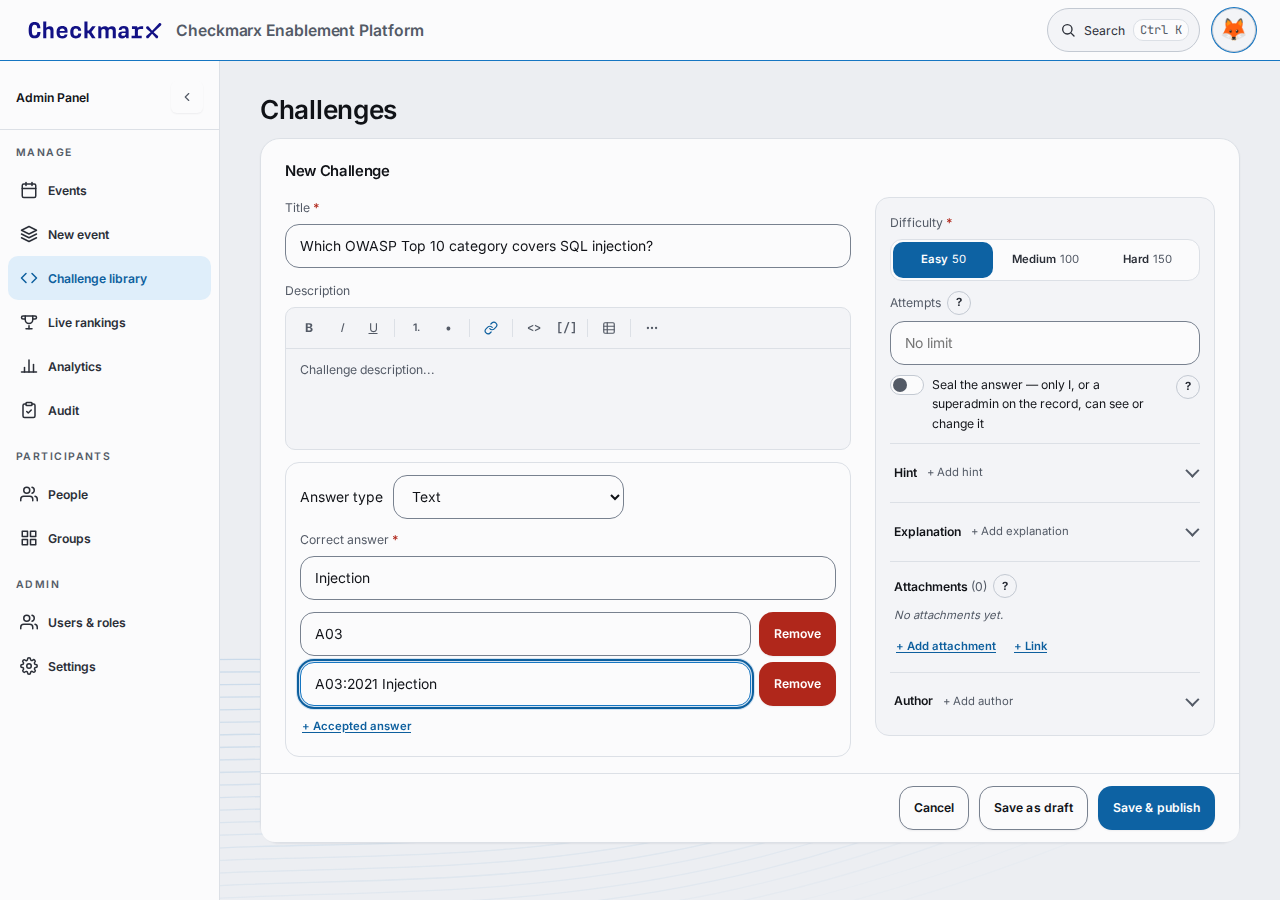 Checkmarx Checkmarx Enablement Platform
Search Ctrl K
Admin Panel
MANAGE
Events
New event
Challenge library
Live rankings
Analytics
Audit
PARTICIPANTS
People
Groups
ADMIN
Users & roles
Settings
Challenges
New Challenge
Title *
Which OWASP Top 10 category covers SQL injection?
Description
B I U 1. • <> [/] ···
Challenge description...
Answer type Text
Correct answer *
Injection
A03 Remove
A03:2021 Injection Remove
+ Accepted answer
Difficulty *
Easy 50 Medium 100 Hard 150
Attempts ?
No limit
Seal the answer — only I, or a
superadmin on the record, can see or
change it
?
Hint + Add hint
Explanation + Add explanation
Attachments (0) ?
No attachments yet.
+ Add attachment + Link
Author + Add author
Cancel Save as draft Save & publish